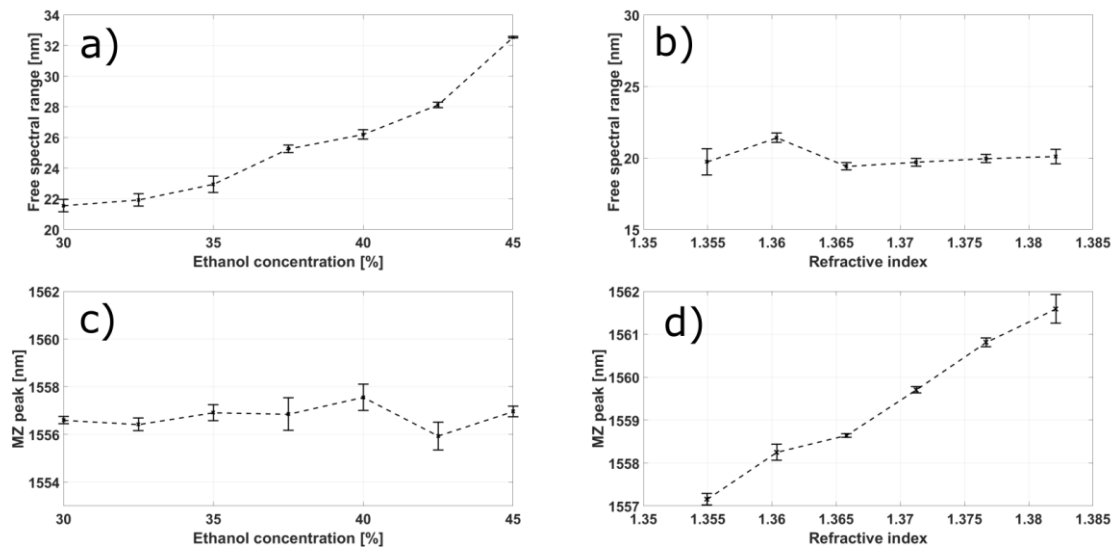 a)
Free spectral range [nm]
34
32
30
28
26
24
22
20
30 35 40 45
Ethanol concentration [%]
b)
Free spectral range [nm]
30
25
20
15
1.35 1.355 1.36 1.365 1.37 1.375 1.38 1.385
Refractive index
c)
MZ peak [nm]
1562
1560
1558
1556
1554
30 35 40 45
Ethanol concentration [%]
d)
MZ peak [nm]
1562
1561
1560
1559
1558
1557
1.35 1.355 1.36 1.365 1.37 1.375 1.38 1.385
Refractive index